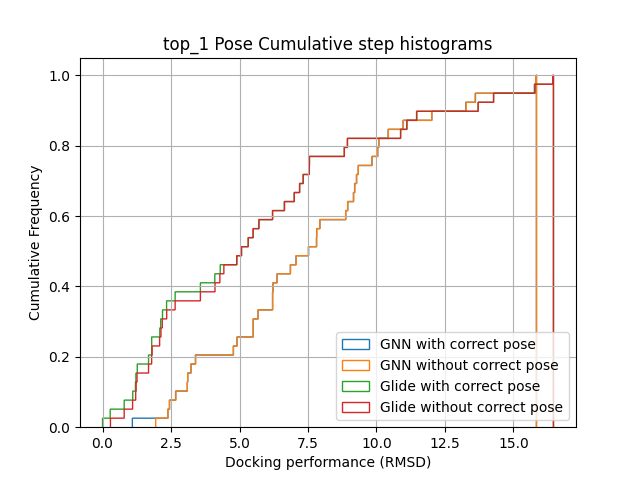 top_1 Pose Cumulative step histograms
1.0
0.8
0.6
0.4
0.2
0.0
Cumulative Frequency
GNN with correct pose
GNN without correct pose
Glide with correct pose
Glide without correct pose
0.0 2.5 5.0 7.5 10.0 12.5 15.0
Docking performance (RMSD)